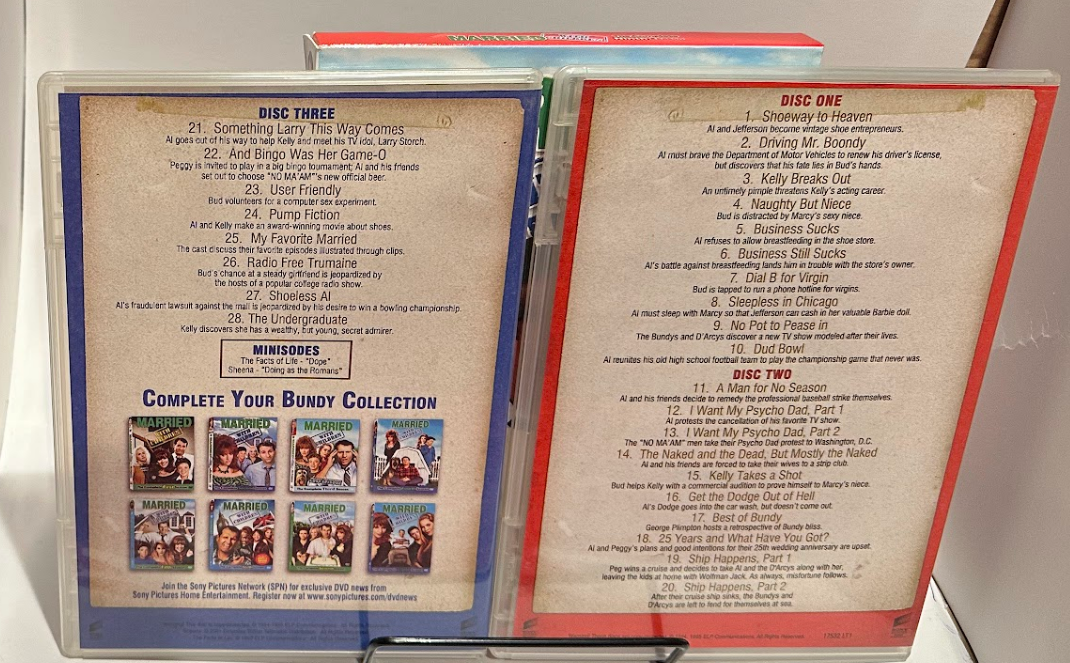 MARRIED
DISC THREE
21. Something Larry This Way Comes
Al goes out of his way to help Kelly and meet his TV idol, Larry Storch.
22. And Bingo Was Her Game-O
Peggy is invited to play in a big bingo tournament; Al and his friends
set out to choose "NO MA'AM"'s new official beer.
23. User Friendly
Bud volunteers for a computer sex experiment.
24. Pump Fiction
Al and Kelly make an award-winning movie about shoes.
25. My Favorite Married
The cast discuss their favorite episodes illustrated through clips.
26. Radio Free Trumaine
Bud's chance at a steady girlfriend is jeopardized by
the hosts of a popular college radio show.
27. Shoeless Al
Al's fraudulent lawsuit against the mall is jeopardized by his desire to win a bowling championship.
28. The Undergraduate
Kelly discovers she has a wealthy, but young, secret admirer.
MINISODES
The Facts of Life - "Dope"
Sheena - "Doing as the Romans"
COMPLETE YOUR BUNDY COLLECTION
MARRIED
MARRIED
MARRIED
MARRIED
MARRIED
MARRIED
MARRIED
MARRIED
Join the Sony Pictures Network (SPN) for exclusive DVD news from
Sony Pictures Home Entertainment. Register now at www.sonypictures.com/dvdnews
DISC ONE
1. Shoeway to Heaven
Al and Jefferson become vintage shoe entrepreneurs.
2. Driving Mr. Boondy
Al must brave the Department of Motor Vehicles to renew his driver's license,
but discovers that his fate lies in Bud's hands.
3. Kelly Breaks Out
An untimely pimple threatens Kelly's acting career.
4. Naughty But Niece
Bud is distracted by Marcy's sexy niece.
5. Business Sucks
Al refuses to allow breastfeeding in the shoe store.
6. Business Still Sucks
Al's battle against breastfeeding lands him in trouble with the store's owner.
7. Dial B for Virgin
Bud is tapped to run a phone hotline for virgins.
8. Sleepless in Chicago
Al must sleep with Marcy so that Jefferson can cash in her valuable Barbie doll.
9. No Pot to Pease in
The Bundys and D'Arcys discover a new TV show modeled after their lives.
10. Dud Bowl
Al reunites his old high school football team to play the championship game that never was.
DISC TWO
11. A Man for No Season
Al and his friends decide to remedy the professional baseball strike themselves.
12. I Want My Psycho Dad, Part 1
Al protests the cancellation of his favorite TV show.
13. I Want My Psycho Dad, Part 2
The "NO MA'AM" men take their Psycho Dad protest to Washington, D.C.
14. The Naked and the Dead, But Mostly the Naked
Al and his friends are forced to take their wives to a strip club.
15. Kelly Takes a Shot
Bud helps Kelly with a commercial audition to prove himself to Marcy's niece.
16. Get the Dodge Out of Hell
Al's Dodge goes into the car wash, but doesn't come out.
17. Best of Bundy
George Plimpton hosts a retrospective of Bundy bliss.
18. 25 Years and What Have You Got?
Al and Peggy's plans and good intentions for their 25th wedding anniversary are upset.
19. Ship Happens, Part 1
Peg wins a cruise and decides to take Al and the D'Arcys along with her,
leaving the kids at home with Wolfman Jack. As always, misfortune follows.
20. Ship Happens, Part 2
After their cruise ship sinks, the Bundys and
D'Arcys are left to fend for themselves at sea.